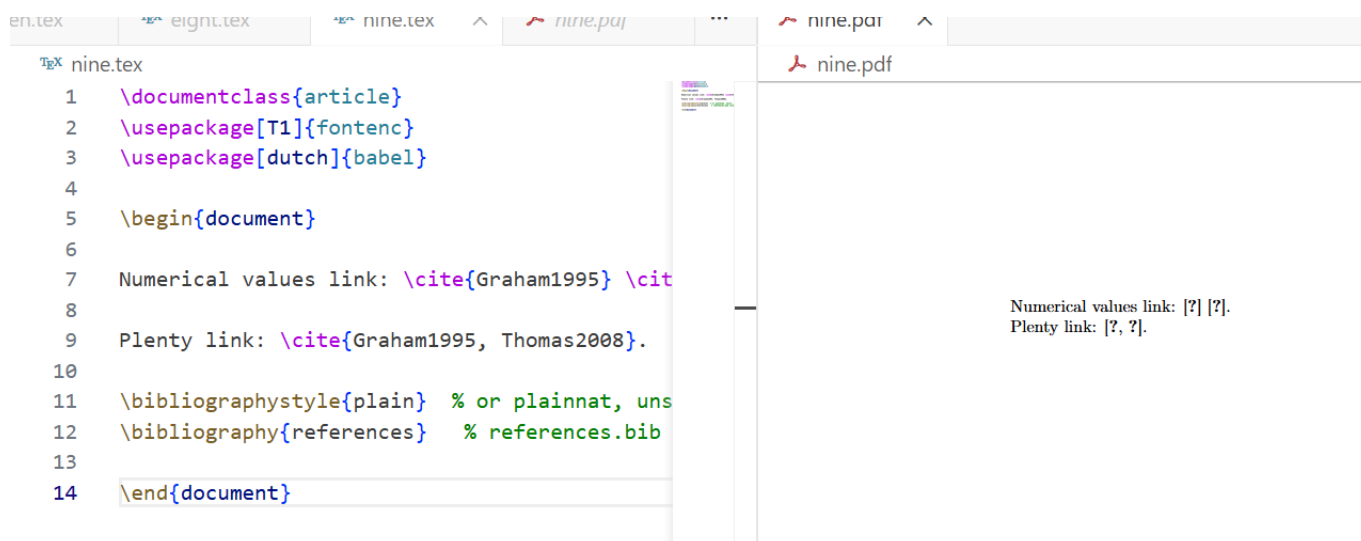 en.tex
TEX eight.tex
TEX nine.tex
nine.pdf
...
nine.pdf
TEX nine.tex
nine.pdf
1 \documentclass{article}
2 \usepackage[T1]{fontenc}
3 \usepackage[dutch]{babel}
4
5 \begin{document}
6
7 Numerical values link: \cite{Graham1995} \cit
8
9 Plenty link: \cite{Graham1995, Thomas2008}.
10
11 \bibliographystyle{plain}  % or plainnat, uns
12 \bibliography{references}   % references.bib
13
14 \end{document}
Numerical values link: [?] [?].
Plenty link: [?, ?].